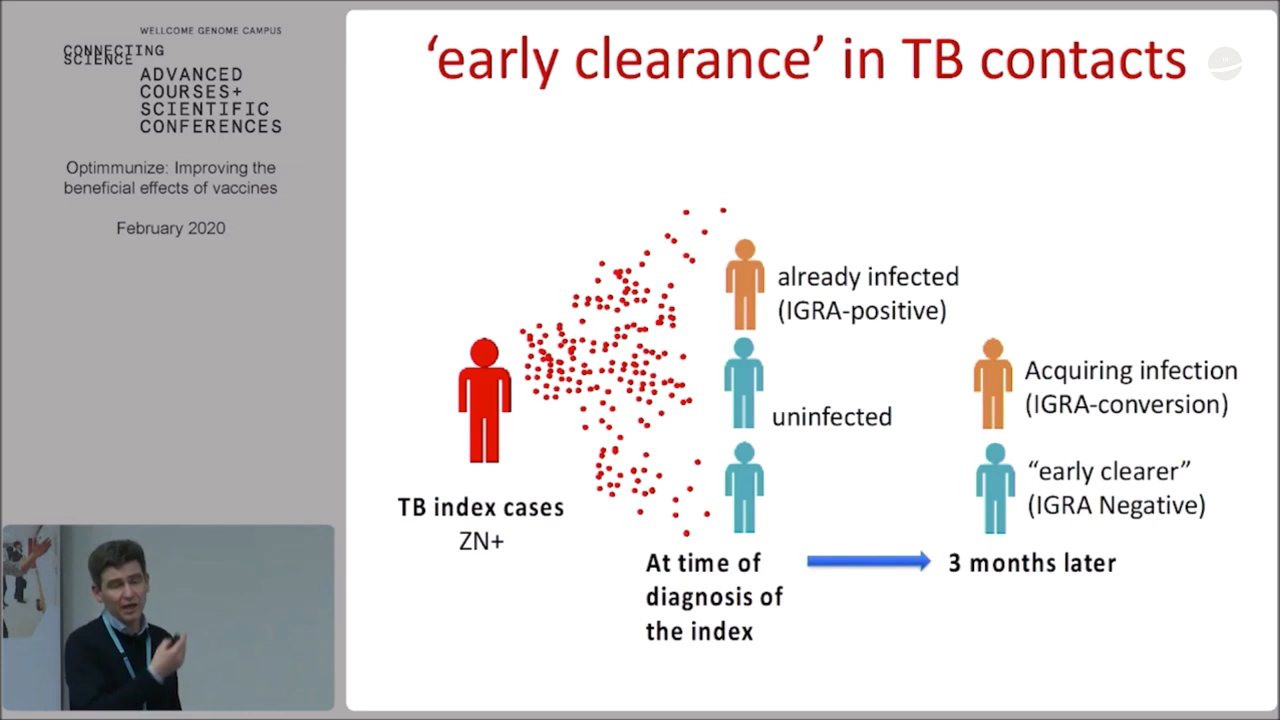 WELLCOME GENOME CAMPUS
CONNECTING
SCIENCE
ADVANCED
COURSES+
SCIENTIFIC
CONFERENCES
Optimmunize: Improving the
beneficial effects of vaccines
February 2020
‘early clearance’ in TB contacts
already infected
(IGRA-positive)
uninfected
Acquiring infection
(IGRA-conversion)
“early clearer”
(IGRA Negative)
TB index cases
ZN+
At time of
diagnosis of
the index
3 months later